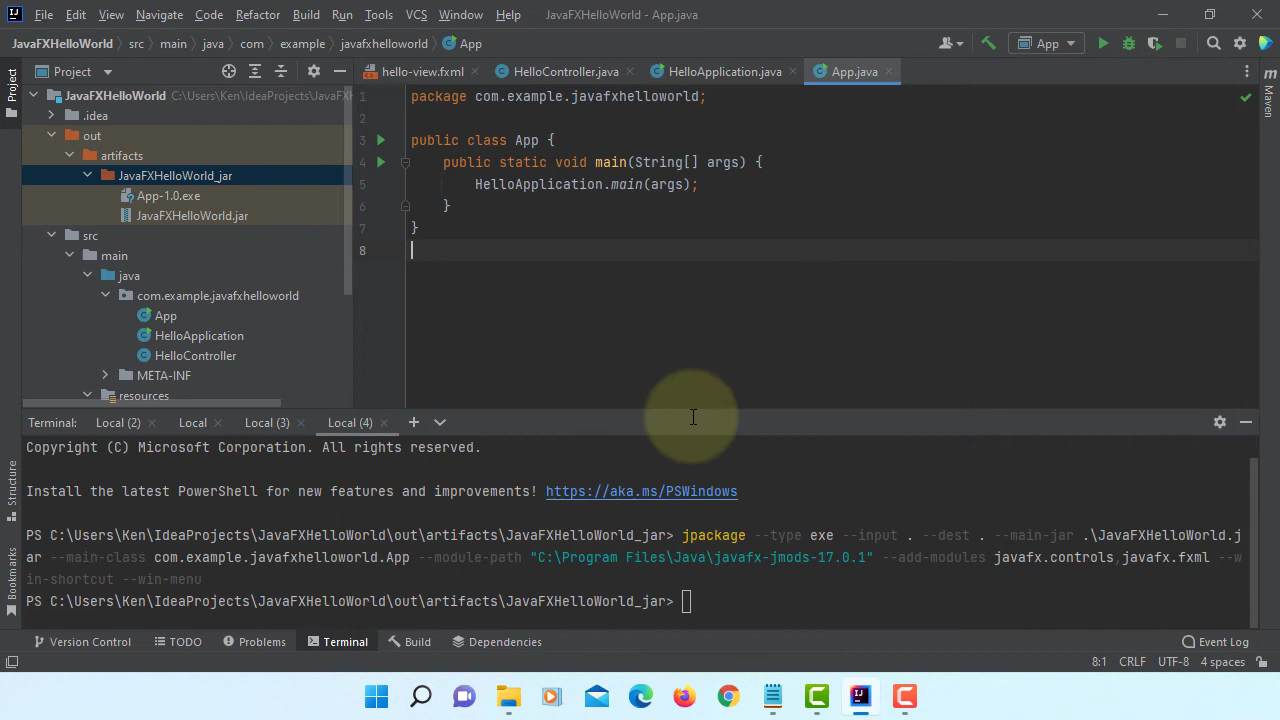 File Edit View Navigate Code Refactor Build Run Tools VCS Window Help JavaFXHelloWorld - App.java
JavaFXHelloWorld src main java com example javafxhelloworld App App
Project
Project
hello-view.fxml HelloController.java HelloApplication.java App.java
Maven
JavaFXHelloWorld C:\Users\Ken\IdeaProjects\JavaFX
.idea
out
artifacts
JavaFXHelloWorld_jar
App-1.0.exe
JavaFXHelloWorld.jar
src
main
java
com.example.javafxhelloworld
App
HelloApplication
HelloController
META-INF
resources
1 package com.example.javafxhelloworld;
2
3 public class App {
4 public static void main(String[] args) {
5 HelloApplication.main(args);
6 }
7 }
8
Terminal: Local (2) Local Local (3) Local (4)
Copyright (C) Microsoft Corporation. All rights reserved.
Install the latest PowerShell for new features and improvements! https://aka.ms/PSWindows
PS C:\Users\Ken\IdeaProjects\JavaFXHelloWorld\out\artifacts\JavaFXHelloWorld_jar> jpackage --type exe --input . --dest . --main-jar .\JavaFXHelloWorld.j
ar --main-class com.example.javafxhelloworld.App --module-path "C:\Program Files\Java\javafx-jmods-17.0.1" --add-modules javafx.controls,javafx.fxml --w
in-shortcut --win-menu
PS C:\Users\Ken\IdeaProjects\JavaFXHelloWorld\out\artifacts\JavaFXHelloWorld_jar>
Structure
Bookmarks
Version Control TODO Problems Terminal Build Dependencies Event Log
8:1 CRLF UTF-8 4 spaces